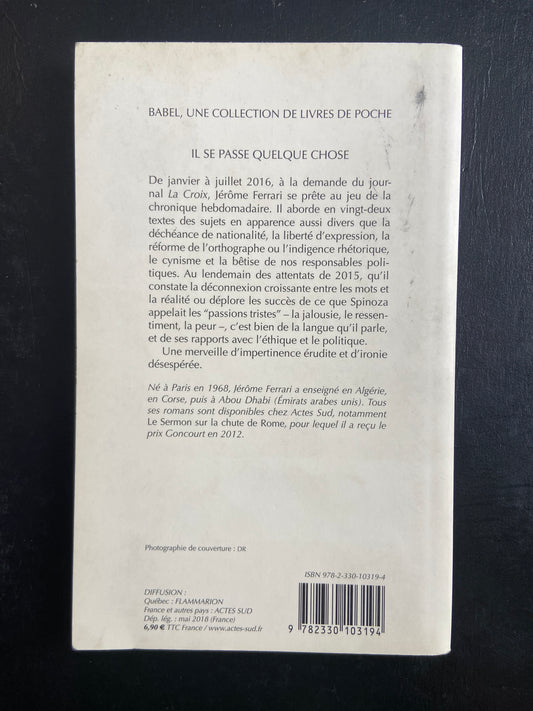 BABEL, UNE COLLECTION DE LIVRES DE POCHE
IL SE PASSE QUELQUE CHOSE
De janvier à juillet 2016, à la demande du jour-
nal La Croix, Jérôme Ferrari se prête au jeu de la
chronique hebdomadaire. Il aborde en vingt-deux
textes des sujets en apparence aussi divers que la
déchéance de nationalité, la liberté d'expression, la
réforme de l'orthographe ou l'indigence rhétorique,
le cynisme et la bêtise de nos responsables poli-
tiques. Au lendemain des attentats de 2015, qu'il
constate la déconnexion croissante entre les mots et
la réalité ou déplore les succès de ce que Spinoza
appelait les "passions tristes" – la jalousie, le ressen-
timent, la peur –, c'est bien de la langue qu'il parle,
et de ses rapports avec l'éthique et le politique.
Une merveille d'impertinence érudite et d'ironie
désespérée.
Né à Paris en 1968, Jérôme Ferrari a enseigné en Algérie,
en Corse, puis à Abou Dhabi (Émirats arabes unis). Tous
ses romans sont disponibles chez Actes Sud, notamment
Le Sermon sur la chute de Rome, pour lequel il a reçu le
prix Goncourt en 2012.
Photographie de couverture : DR
ISBN 978-2-330-10319-4
DIFFUSION :
Québec : FLAMMARION
France et autres pays : ACTES SUD
Dép. lég. : mai 2018 (France)
6,90 € TTC France / www.actes-sud.fr
9 782330 103194